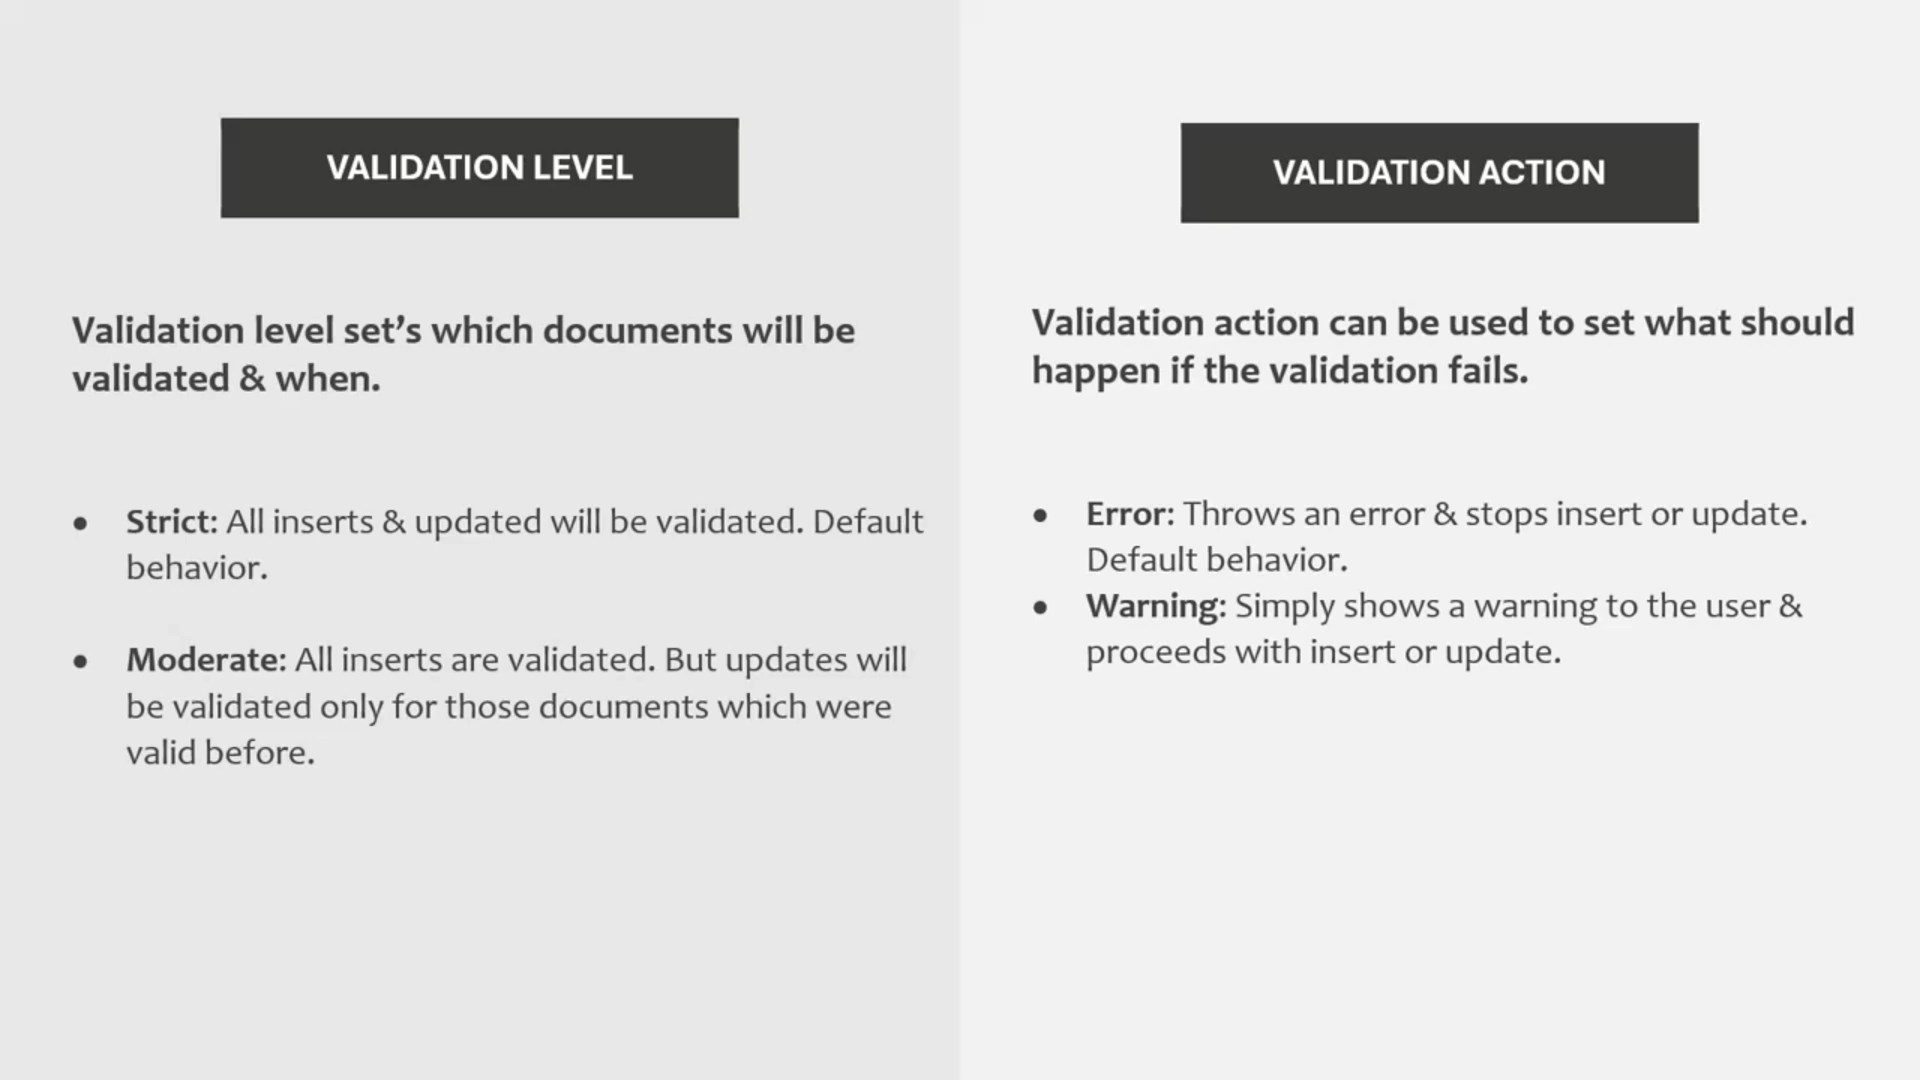 VALIDATION LEVEL
Validation level set’s which documents will be
validated & when.
● Strict: All inserts & updated will be validated. Default
behavior.
● Moderate: All inserts are validated. But updates will
be validated only for those documents which were
valid before.
VALIDATION ACTION
Validation action can be used to set what should
happen if the validation fails.
● Error: Throws an error & stops insert or update.
Default behavior.
● Warning: Simply shows a warning to the user &
proceeds with insert or update.